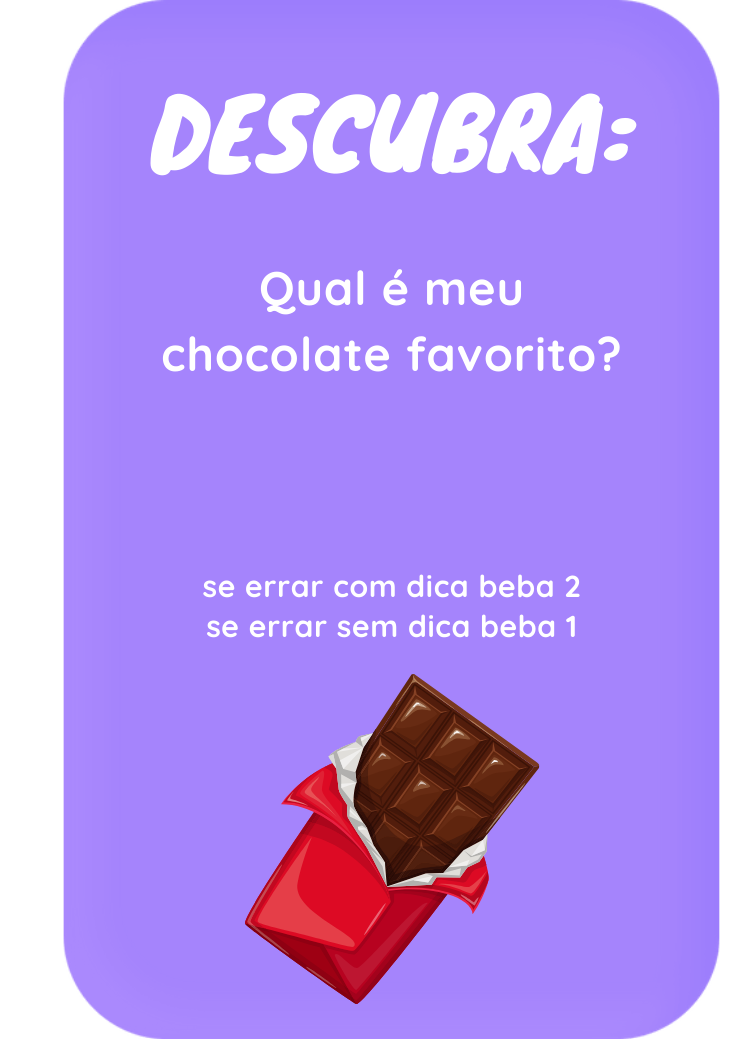 DESCUBRA:
Qual é meu
chocolate favorito?
se errar com dica beba 2
se errar sem dica beba 1